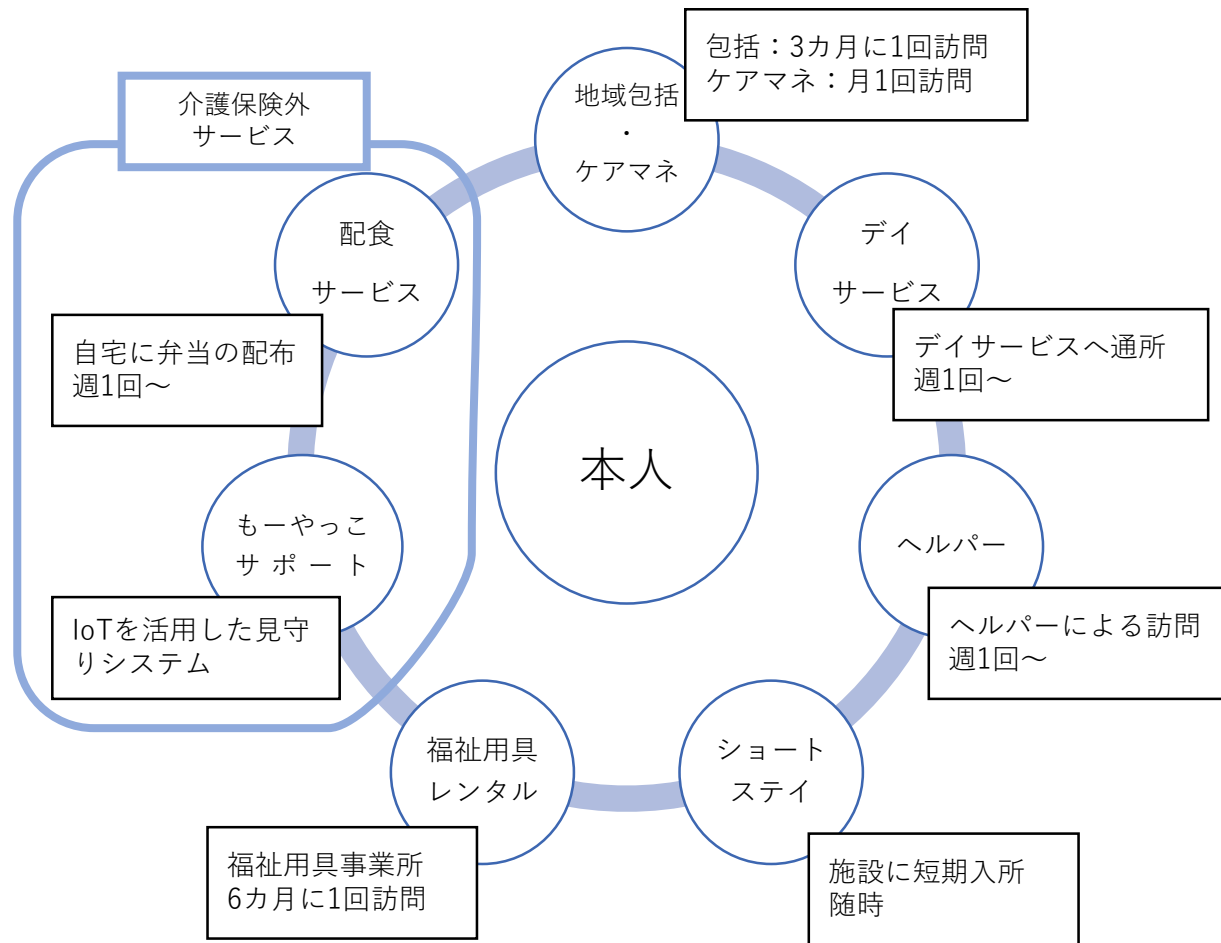 包括：3カ月に1回訪問
ケアマネ：月1回訪問
地域包括
・
ケアマネ
介護保険外
サービス
配食
サービス
デイ
サービス
自宅に弁当の配布
週1回～
デイサービスへ通所
週1回～
本人
もーやっこ
サポート
ヘルパー
IoTを活用した見守
りシステム
ヘルパーによる訪問
週1回～
福祉用具
レンタル
ショート
ステイ
福祉用具事業所
6カ月に1回訪問
施設に短期入所
随時